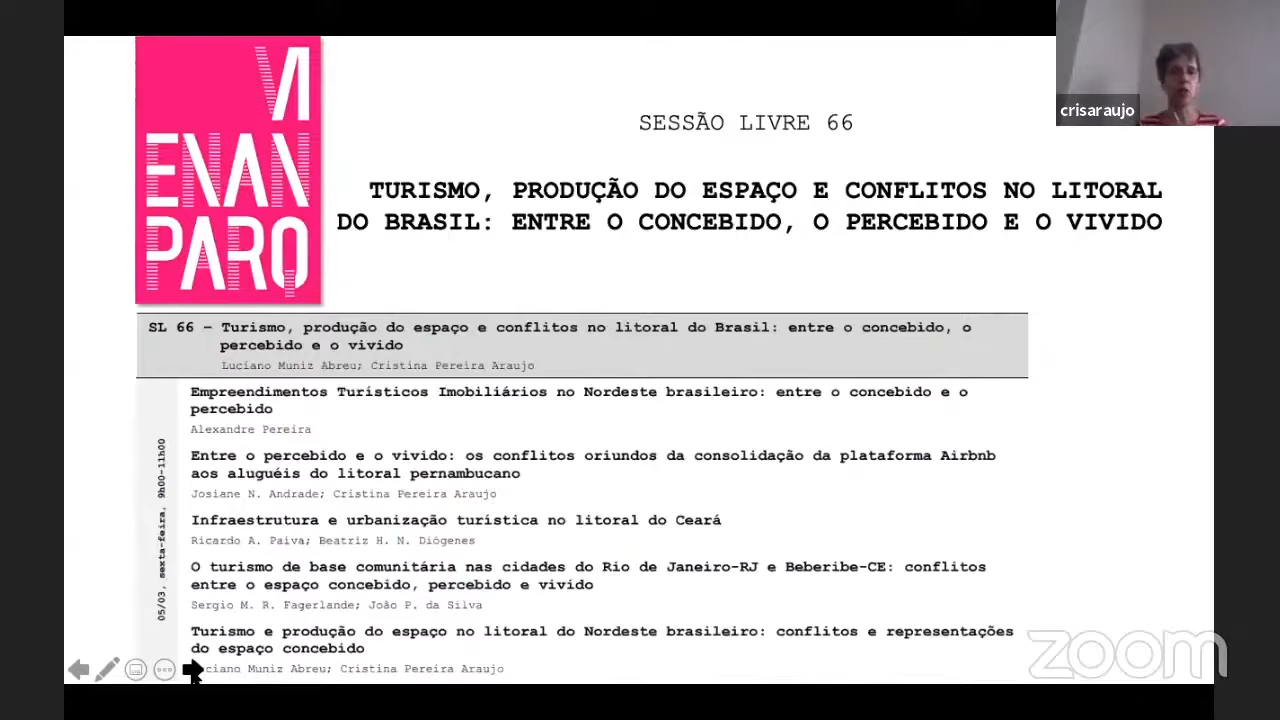 VI
ENAN
PARQ
crisaraujo
SESSÃO LIVRE 66
TURISMO, PRODUÇÃO DO ESPAÇO E CONFLITOS NO LITORAL
DO BRASIL: ENTRE O CONCEBIDO, O PERCEBIDO E O VIVIDO
SL 66 – Turismo, produção do espaço e conflitos no litoral do Brasil: entre o concebido, o
percebido e o vivido
Luciano Muniz Abreu; Cristina Pereira Araujo
05/03, sexta-feira, 9h00-11h00
Empreendimentos Turísticos Imobiliários no Nordeste brasileiro: entre o concebido e o
percebido
Alexandre Pereira
Entre o percebido e o vivido: os conflitos oriundos da consolidação da plataforma Airbnb
aos aluguéis do litoral pernambucano
Josiane N. Andrade; Cristina Pereira Araujo
Infraestrutura e urbanização turística no litoral do Ceará
Ricardo A. Paiva; Beatriz H. N. Diógenes
O turismo de base comunitária nas cidades do Rio de Janeiro-RJ e Beberibe-CE: conflitos
entre o espaço concebido, percebido e vivido
Sergio M. R. Fagerlande; João P. da Silva
Turismo e produção do espaço no litoral do Nordeste brasileiro: conflitos e representações
do espaço concebido
ciano Muniz Abreu; Cristina Pereira Araujo
zoom